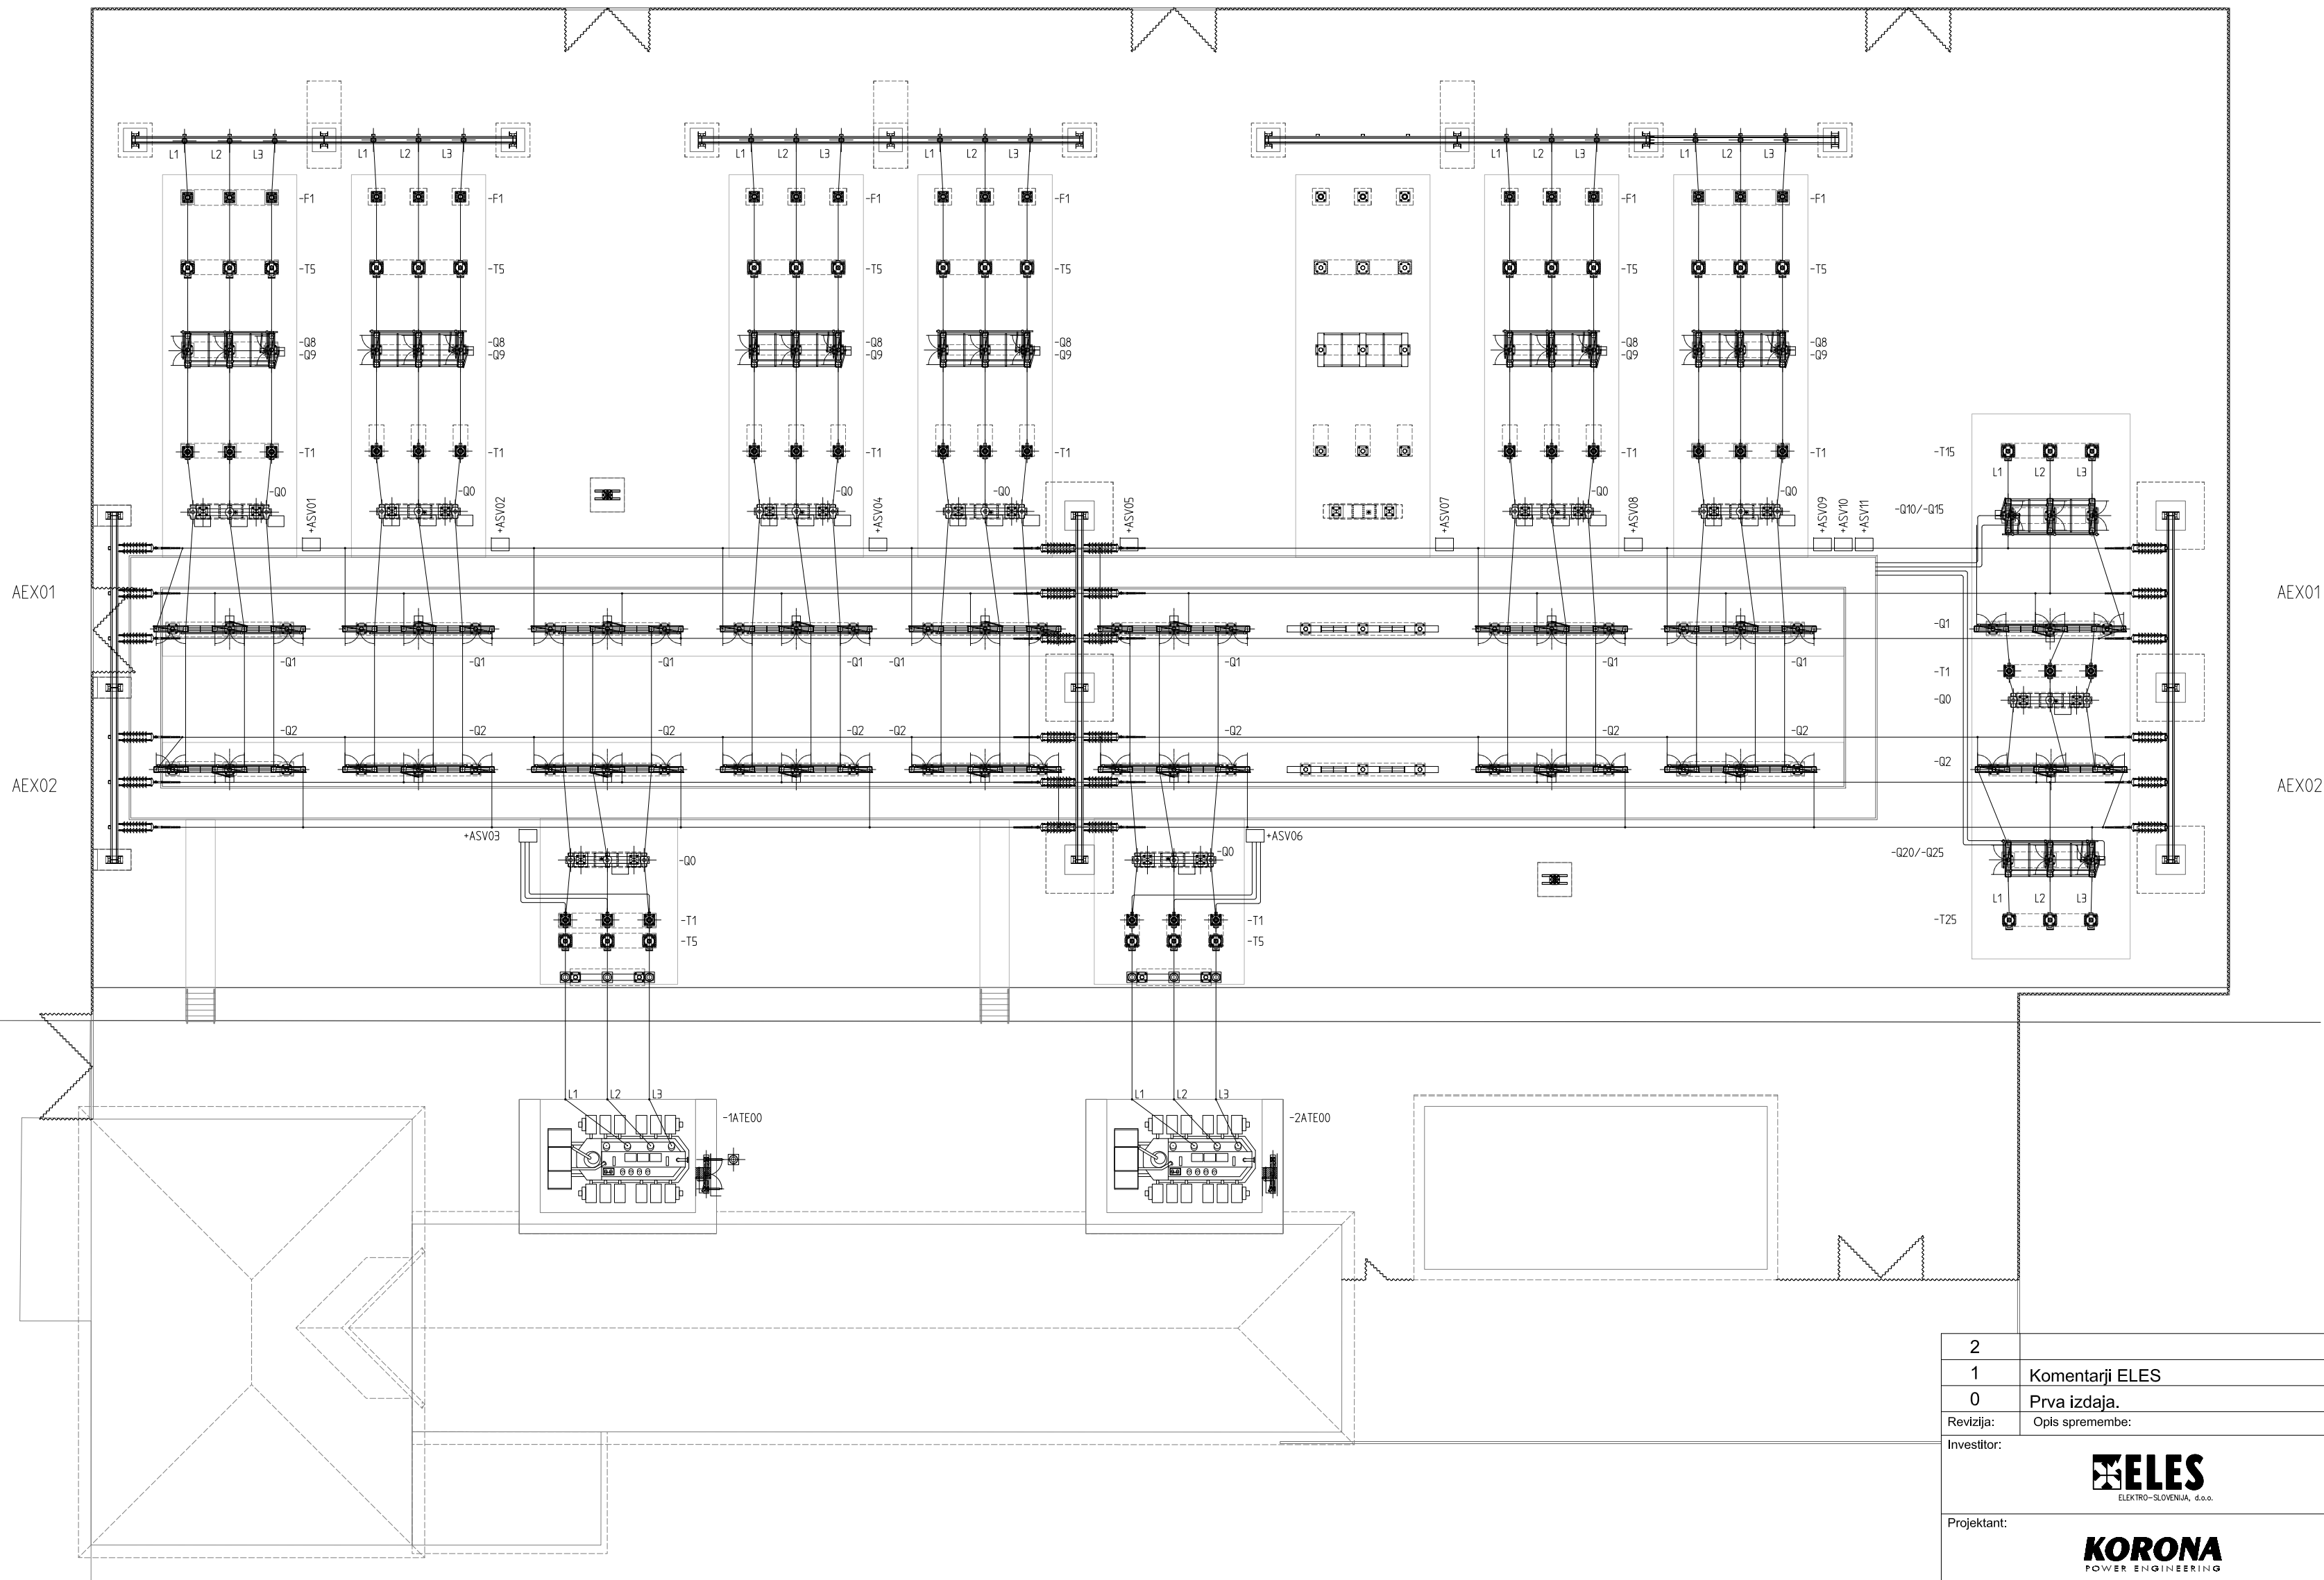 L1 L2 L3 L1 L2 L3 L1 L2 L3 L1 L2 L3 L1 L2 L3 L1 L2 L3
-F1 -F1 -F1 -F1 -F1 -F1
-T5 -T5 -T5 -T5 -T5 -T5
-Q8 -Q8 -Q8 -Q8 -Q8 -Q8
-Q9 -Q9 -Q9 -Q9 -Q9 -Q9
-T1 -T1 -T1 -T1 -T1 -T1 -T15
L1 L2 L3
-Q0 -Q0 -Q0 -Q0 -Q0 -Q0
+ASV01 +ASV02 +ASV04 +ASV05 +ASV07 +ASV08 +ASV09 +ASV10 +ASV11
-Q10/-Q15
AEX01 AEX01
-Q1
-Q1 -Q1 -Q1 -Q1 -Q1 -Q1 -Q1 -Q1
-T1
-Q0
-Q2 -Q2 -Q2 -Q2 -Q2 -Q2 -Q2 -Q2
-Q2
AEX02 AEX02
+ASV03 +ASV06
-Q0 -Q0 -Q20/-Q25
L1 L2 L3
-T1 -T1 -T25
-T5 -T5
L1 L2 L3 L1 L2 L3
-1ATE00 -2ATE00
2
1 Komentarji ELES
0 Prva izdaja.
Revizija: Opis spremembe:
Investitor:
ELES
ELEKTRO-SLOVENIJA, d.o.o.
Projektant:
KORONA
POWER ENGINEERING